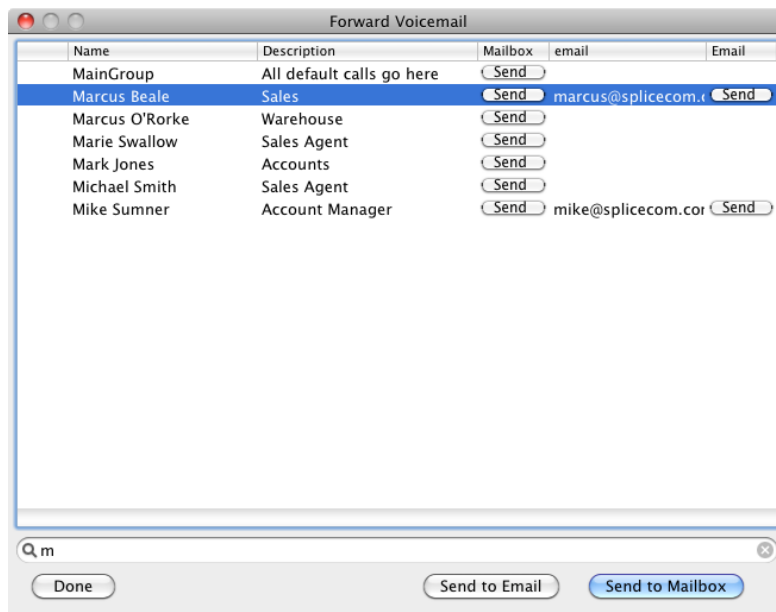 Forward Voicemail
Name Description Mailbox email Email
MainGroup All default calls go here Send
Marcus Beale Sales Send marcus@splicecom.c Send
Marcus O'Rorke Warehouse Send
Marie Swallow Sales Agent Send
Mark Jones Accounts Send
Michael Smith Sales Agent Send
Mike Sumner Account Manager Send mike@splicecom.com Send
m
Done Send to Email Send to Mailbox